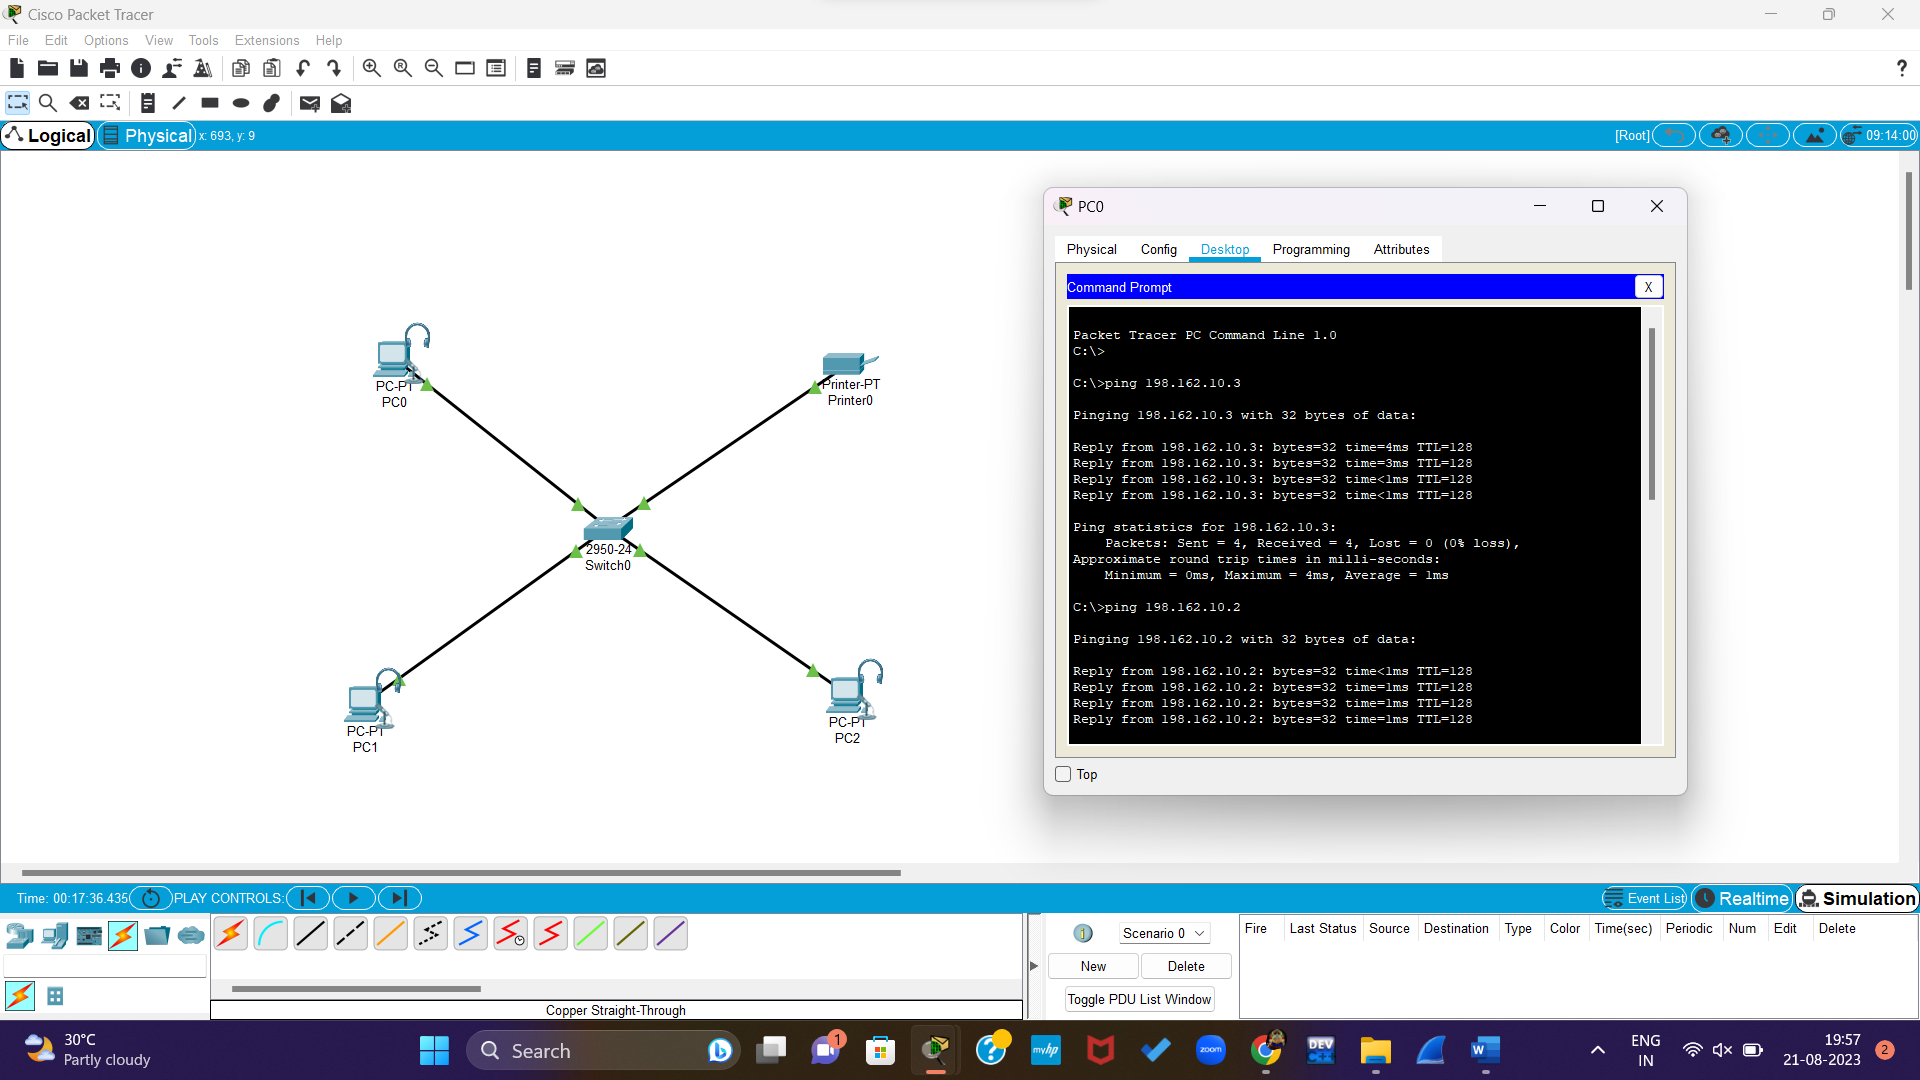 Cisco Packet Tracer
File Edit Options View Tools Extensions Help
?
Logical Physical x: 693, y: 9 [Root] 09:14:00
PC0
Physical Config Desktop Programming Attributes
Command Prompt X
Packet Tracer PC Command Line 1.0
C:\>
C:\>ping 198.162.10.3
Pinging 198.162.10.3 with 32 bytes of data:
Reply from 198.162.10.3: bytes=32 time=4ms TTL=128
Reply from 198.162.10.3: bytes=32 time=3ms TTL=128
Reply from 198.162.10.3: bytes=32 time<1ms TTL=128
Reply from 198.162.10.3: bytes=32 time<1ms TTL=128
Ping statistics for 198.162.10.3:
Packets: Sent = 4, Received = 4, Lost = 0 (0% loss),
Approximate round trip times in milli-seconds:
Minimum = 0ms, Maximum = 4ms, Average = 1ms
C:\>ping 198.162.10.2
Pinging 198.162.10.2 with 32 bytes of data:
Reply from 198.162.10.2: bytes=32 time<1ms TTL=128
Reply from 198.162.10.2: bytes=32 time=1ms TTL=128
Reply from 198.162.10.2: bytes=32 time=1ms TTL=128
Reply from 198.162.10.2: bytes=32 time=1ms TTL=128
Top
PC-PT
PC0
Printer-PT
Printer0
2950-24
Switch0
PC-PT
PC1
PC-PT
PC2
Time: 00:17:36.435 PLAY CONTROLS: Event List Realtime Simulation
1 Scenario 0
New Delete
Toggle PDU List Window
Fire Last Status Source Destination Type Color Time(sec) Periodic Num Edit Delete
Copper Straight-Through
30°C
Partly cloudy
Search
1
myhp
zoom
DEV
C++
W
ENG
IN
19:57
21-08-2023
2